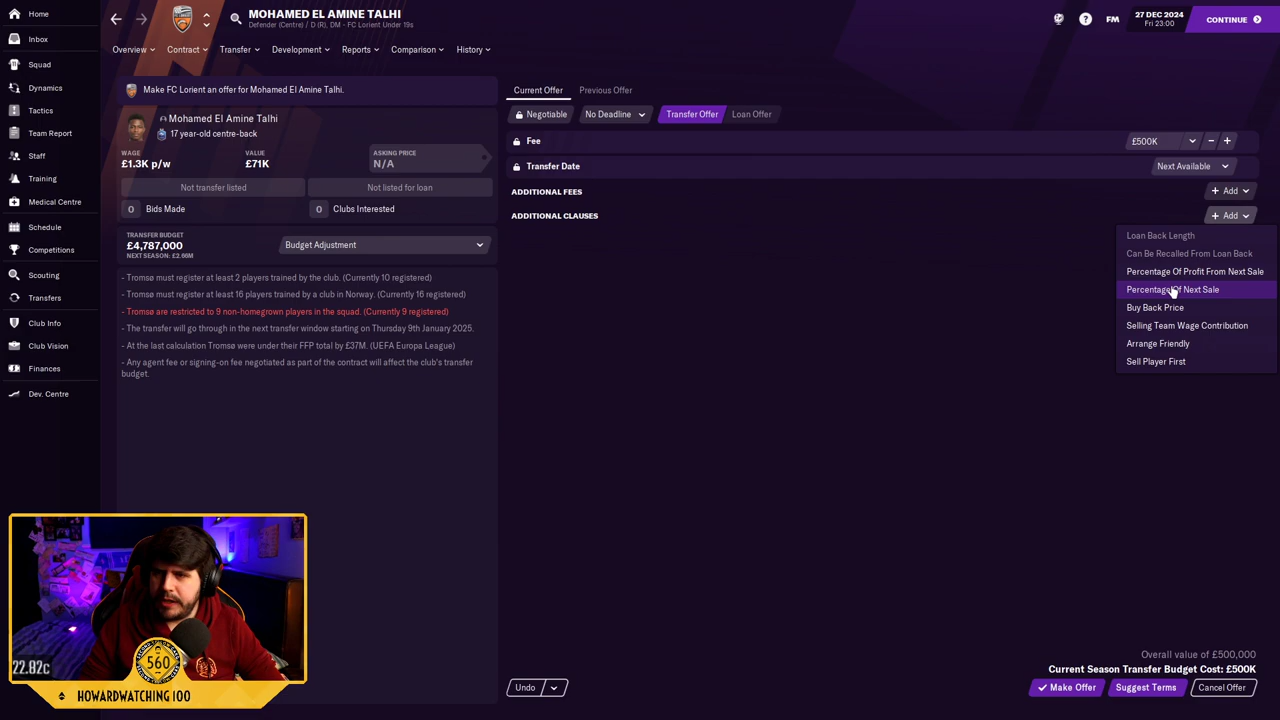 Home
Inbox
Squad
Dynamics
Tactics
Team Report
Staff
Training
Medical Centre
Schedule
Competitions
Scouting
Transfers
Club Info
Club Vision
Finances
Dev. Centre
MOHAMED EL AMINE TALHI
Defender (Centre) / D (R), DM - FC Lorient Under 19s
FM
27 DEC 2024
Fri 23:00
CONTINUE
Overview
Contract
Transfer
Development
Reports
Comparison
History
Make FC Lorient an offer for Mohamed El Amine Talhi.
Mohamed El Amine Talhi
17 year-old centre-back
WAGE
£1.3K p/w
VALUE
£71K
ASKING PRICE
N/A
Not transfer listed
Not listed for loan
0 Bids Made
0 Clubs Interested
TRANSFER BUDGET
£4,787,000
NEXT SEASON: £2.66M
Budget Adjustment
- Tromsø must register at least 2 players trained by the club. (Currently 10 registered)
- Tromsø must register at least 16 players trained by a club in Norway. (Currently 16 registered)
- Tromsø are restricted to 9 non-homegrown players in the squad. (Currently 9 registered)
- The transfer will go through in the next transfer window starting on Thursday 9th January 2025.
- At the last calculation Tromsø were under their FFP total by £37M. (UEFA Europa League)
- Any agent fee or signing-on fee negotiated as part of the contract will affect the club's transfer
budget.
Current Offer
Previous Offer
Negotiable
No Deadline
Transfer Offer
Loan Offer
Fee
£500K
Transfer Date
Next Available
ADDITIONAL FEES
Add
ADDITIONAL CLAUSES
Add
Loan Back Length
Can Be Recalled From Loan Back
Percentage Of Profit From Next Sale
Percentage Of Next Sale
Buy Back Price
Selling Team Wage Contribution
Arrange Friendly
Sell Player First
Overall value of £500,000
Current Season Transfer Budget Cost: £500K
Undo
Make Offer
Suggest Terms
Cancel Offer
22.82c
560
HOWARDWATCHING 100